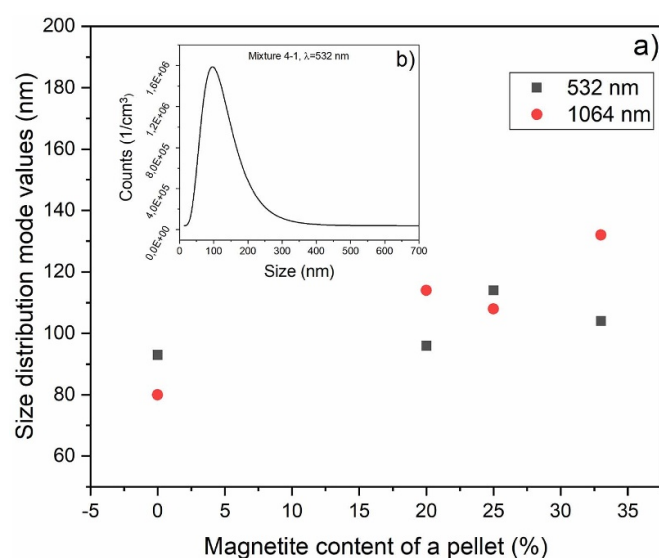 a)
b)
Mixture 4-1, λ=532 nm
532 nm
1064 nm
Size distribution mode values (nm)
200
180
160
140
120
100
80
60
Counts (1/cm³)
1,6E+06
1,2E+06
8,0E+05
4,0E+05
0,0E+00
0 100 200 300 400 500 600 700
Size (nm)
-5 0 5 10 15 20 25 30 35
Magnetite content of a pellet (%)